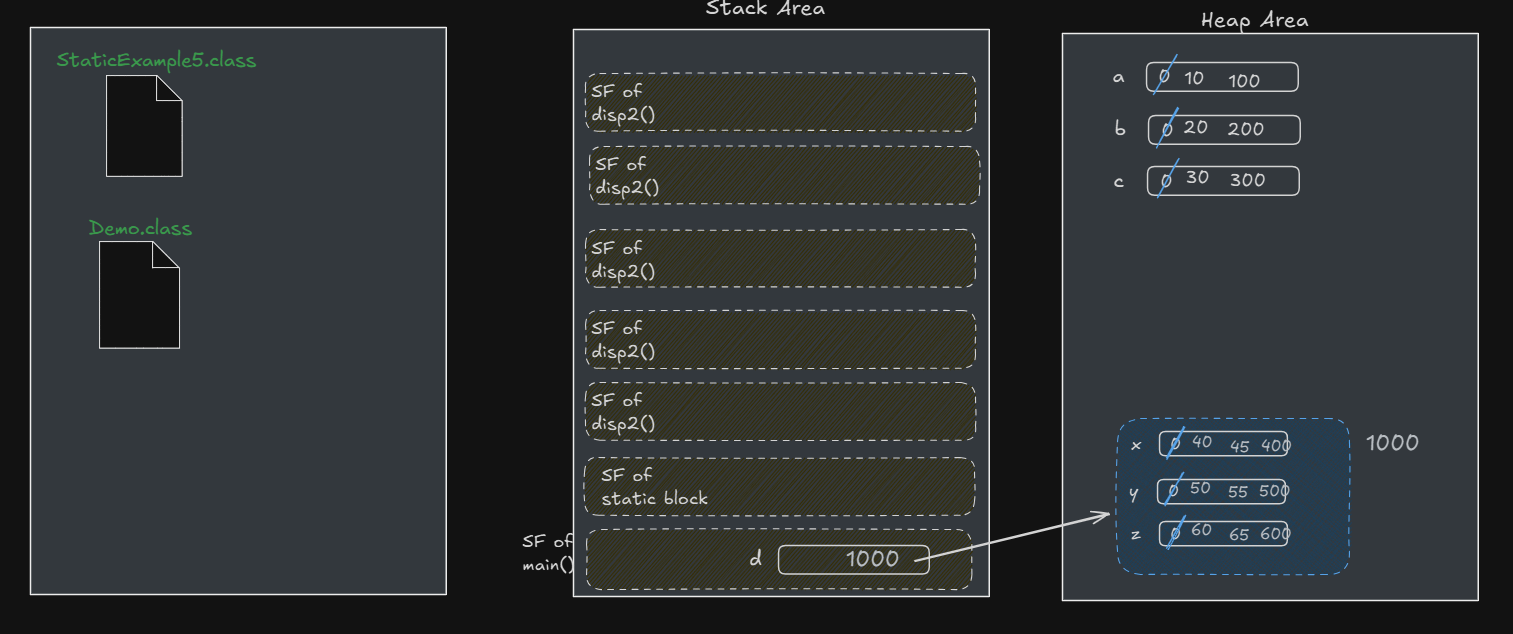 StaticExample5.class
Demo.class
Stack Area
SF of
disp2()
SF of
disp2()
SF of
disp2()
SF of
disp2()
SF of
disp2()
SF of
static block
SF of
main()
d 1000
Heap Area
a 0 10 100
b 0 20 200
c 0 30 300
x 0 40 45 400
1000
y 0 50 55 500
z 0 60 65 600